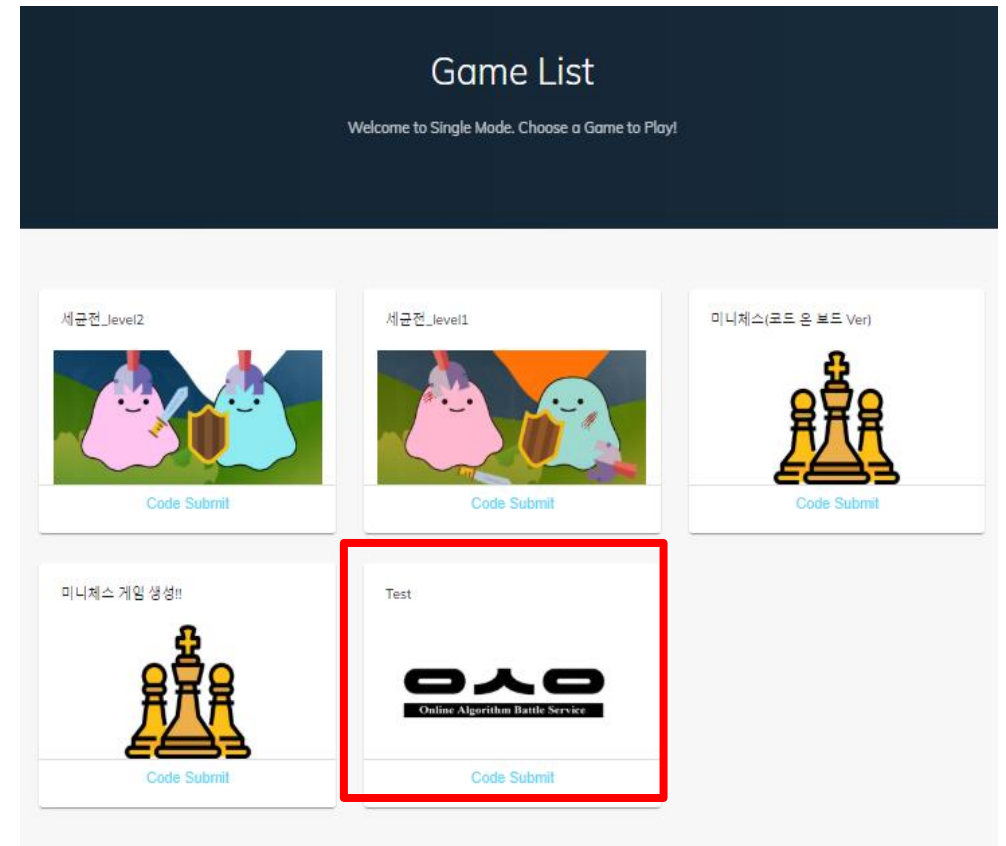 Game List
Welcome to Single Mode. Choose a Game to Play!
세균전_level2
Code Submit
세균전_level1
Code Submit
미니체스(코드 온 보드 Ver)
Code Submit
미니체스 게임 생성!!
Code Submit
Test
ㅇㅅㅇ
Online Algorithm Battle Service
Code Submit